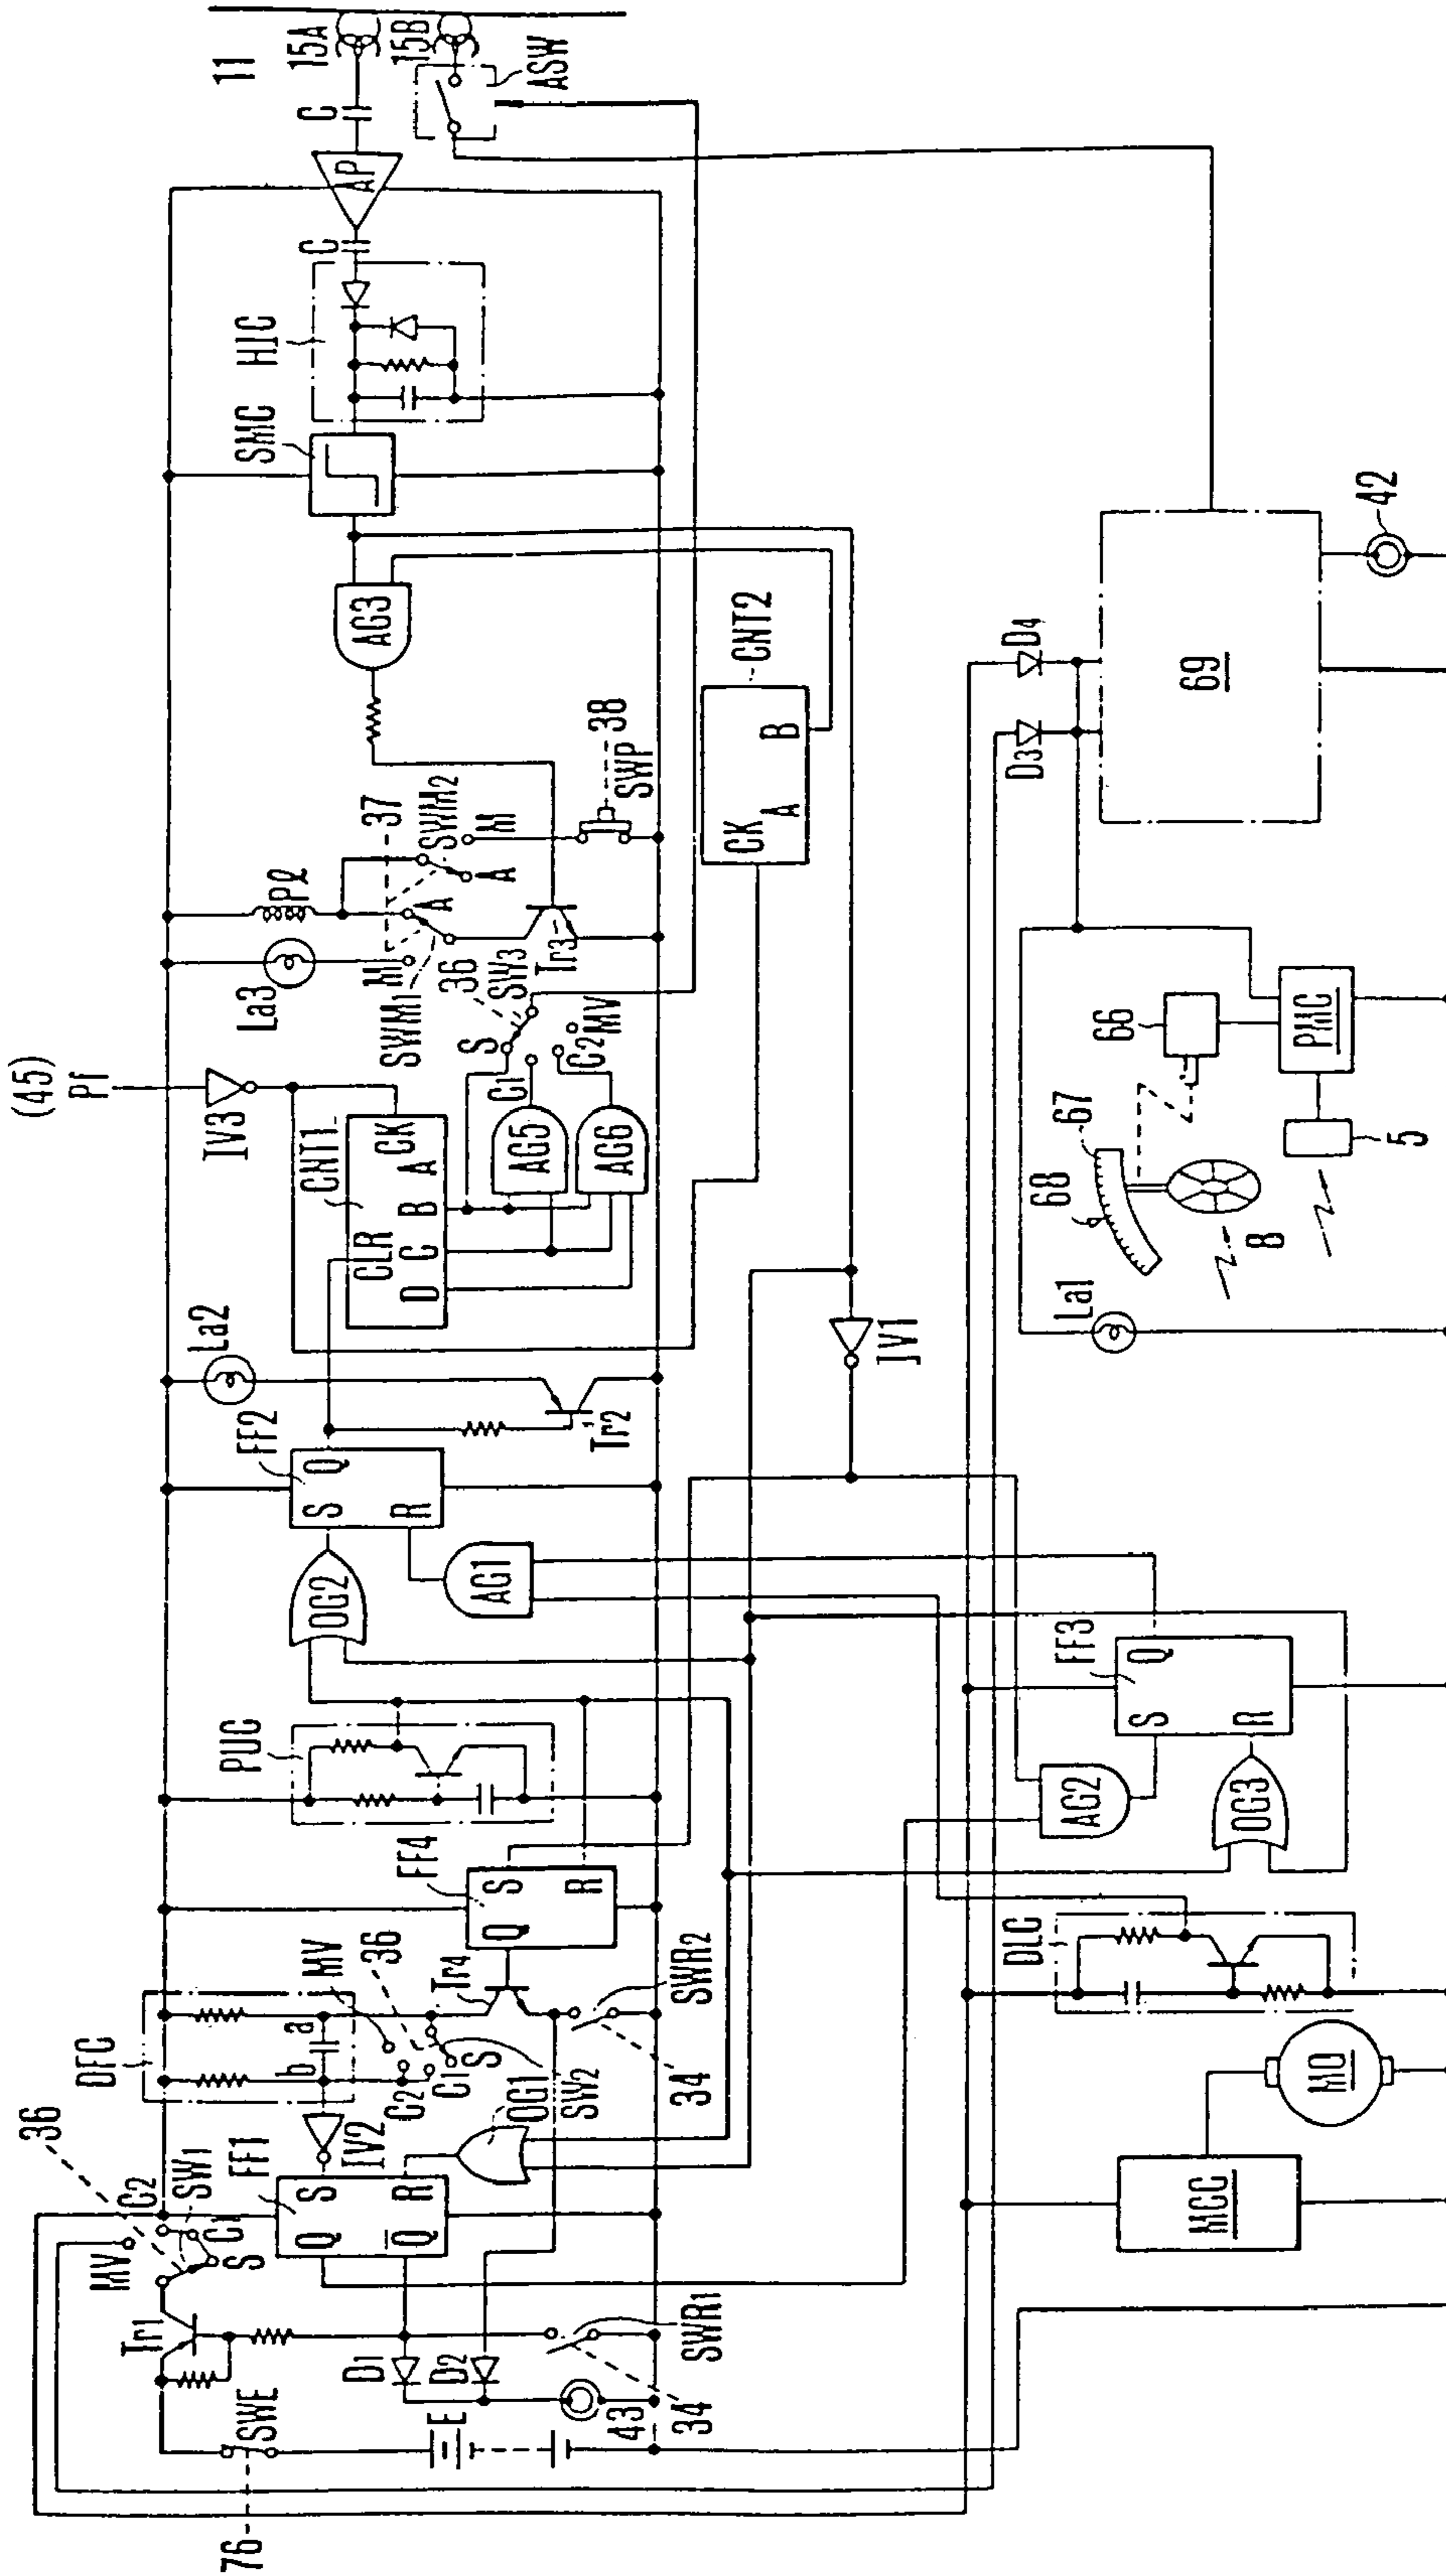 11
15A
15B
ASW
C
AP
C
HIC
SMC
AG3
CNT2
CK
A
B
38
SWP
37
SWM2
M
A
Pℓ
A
M
SWM1
La3
Tr3
36
SW3
S
C1
C2
MV
(45)
Pf
IV3
CNT1
CK
CLR
A
B
C
D
AG5
AG6
La2
Tr2
IV1
FF2
S
Q
R
OG2
AG1
PUC
FF4
S
Q
R
Tr4
SWR2
34
DFC
a
b
MV
36
C2
C1
S
SW2
OG1
IV2
FF1
S
Q
R
Q̅
36
C2
SW1
C1
S
MV
Tr1
D1
D2
SWR1
34
43
E
SWE
76
D4
D3
69
42
66
PMC
67
68
8
5
La1
FF3
S
Q
R
AG2
OG3
DLC
MO
MCC